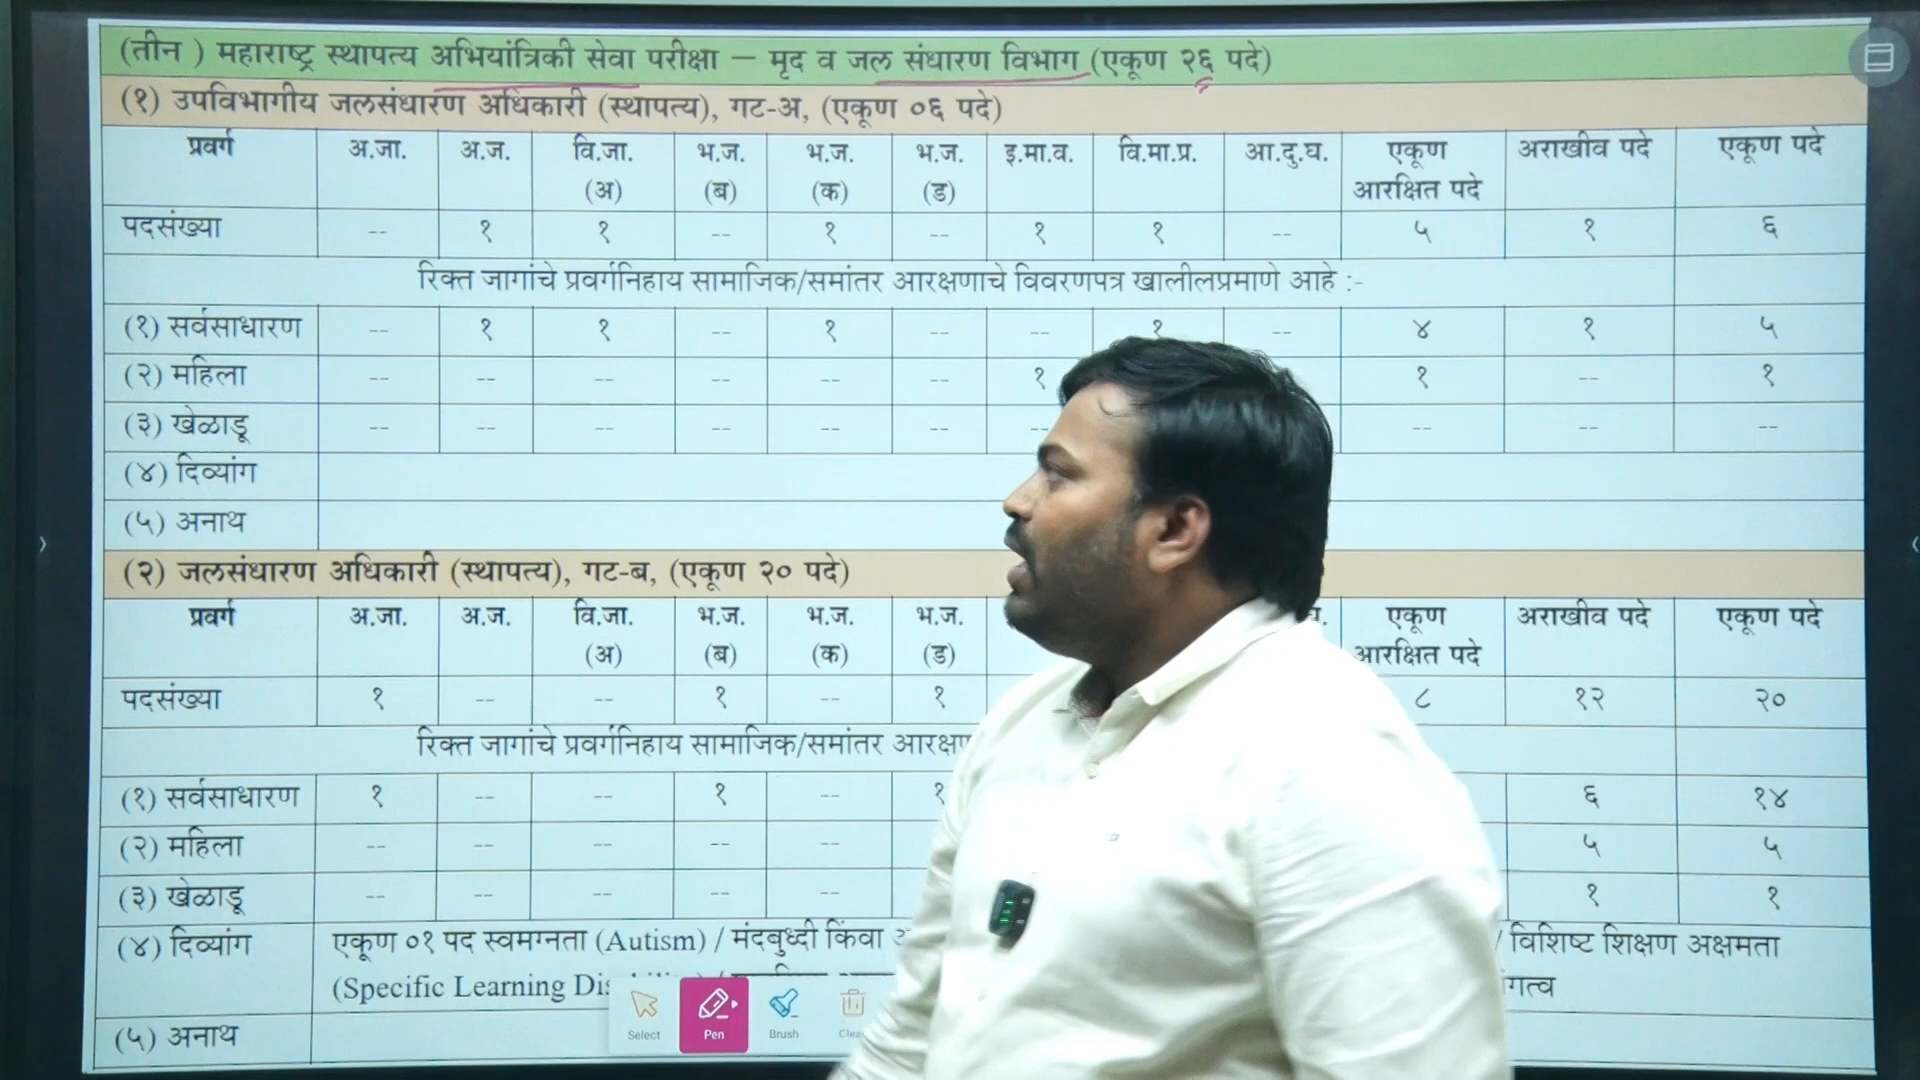 (तीन ) महाराष्ट्र स्थापत्य अभियांत्रिकी सेवा परीक्षा – मृद व जल संधारण विभाग (एकूण २६ पदे)
(१) उपविभागीय जलसंधारण अधिकारी (स्थापत्य), गट-अ, (एकूण ०६ पदे)
प्रवर्ग अ.जा. अ.ज. वि.जा. (अ) भ.ज. (ब) भ.ज. (क) भ.ज. (ड) इ.मा.व. वि.मा.प्र. आ.दु.घ. एकूण आरक्षित पदे अराखीव पदे एकूण पदे
पदसंख्या -- १ १ -- १ -- १ १ -- ५ १ ६
रिक्त जागांचे प्रवर्गनिहाय सामाजिक/समांतर आरक्षणाचे विवरणपत्र खालीलप्रमाणे आहे :-
(१) सर्वसाधारण -- १ १ -- १ -- -- १ -- ४ १ ५
(२) महिला -- -- -- -- -- -- १ १ -- १
(३) खेळाडू -- -- -- -- -- -- -- -- -- --
(४) दिव्यांग
(५) अनाथ
(२) जलसंधारण अधिकारी (स्थापत्य), गट-ब, (एकूण २० पदे)
प्रवर्ग अ.जा. अ.ज. वि.जा. (अ) भ.ज. (ब) भ.ज. (क) भ.ज. (ड) एकूण आरक्षित पदे अराखीव पदे एकूण पदे
पदसंख्या १ -- -- १ -- १ ८ १२ २०
रिक्त जागांचे प्रवर्गनिहाय सामाजिक/समांतर
(१) सर्वसाधारण १ -- -- १ -- १ ६ १४
(२) महिला -- -- -- -- -- ५ ५
(३) खेळाडू -- -- -- -- -- १ १
(४) दिव्यांग एकूण ०१ पद स्वमग्नता (Autism) / मंदबुध्दी किंवा / विशिष्ट शिक्षण अक्षमता
(Specific Learning
(५) अनाथ
Select Pen Brush